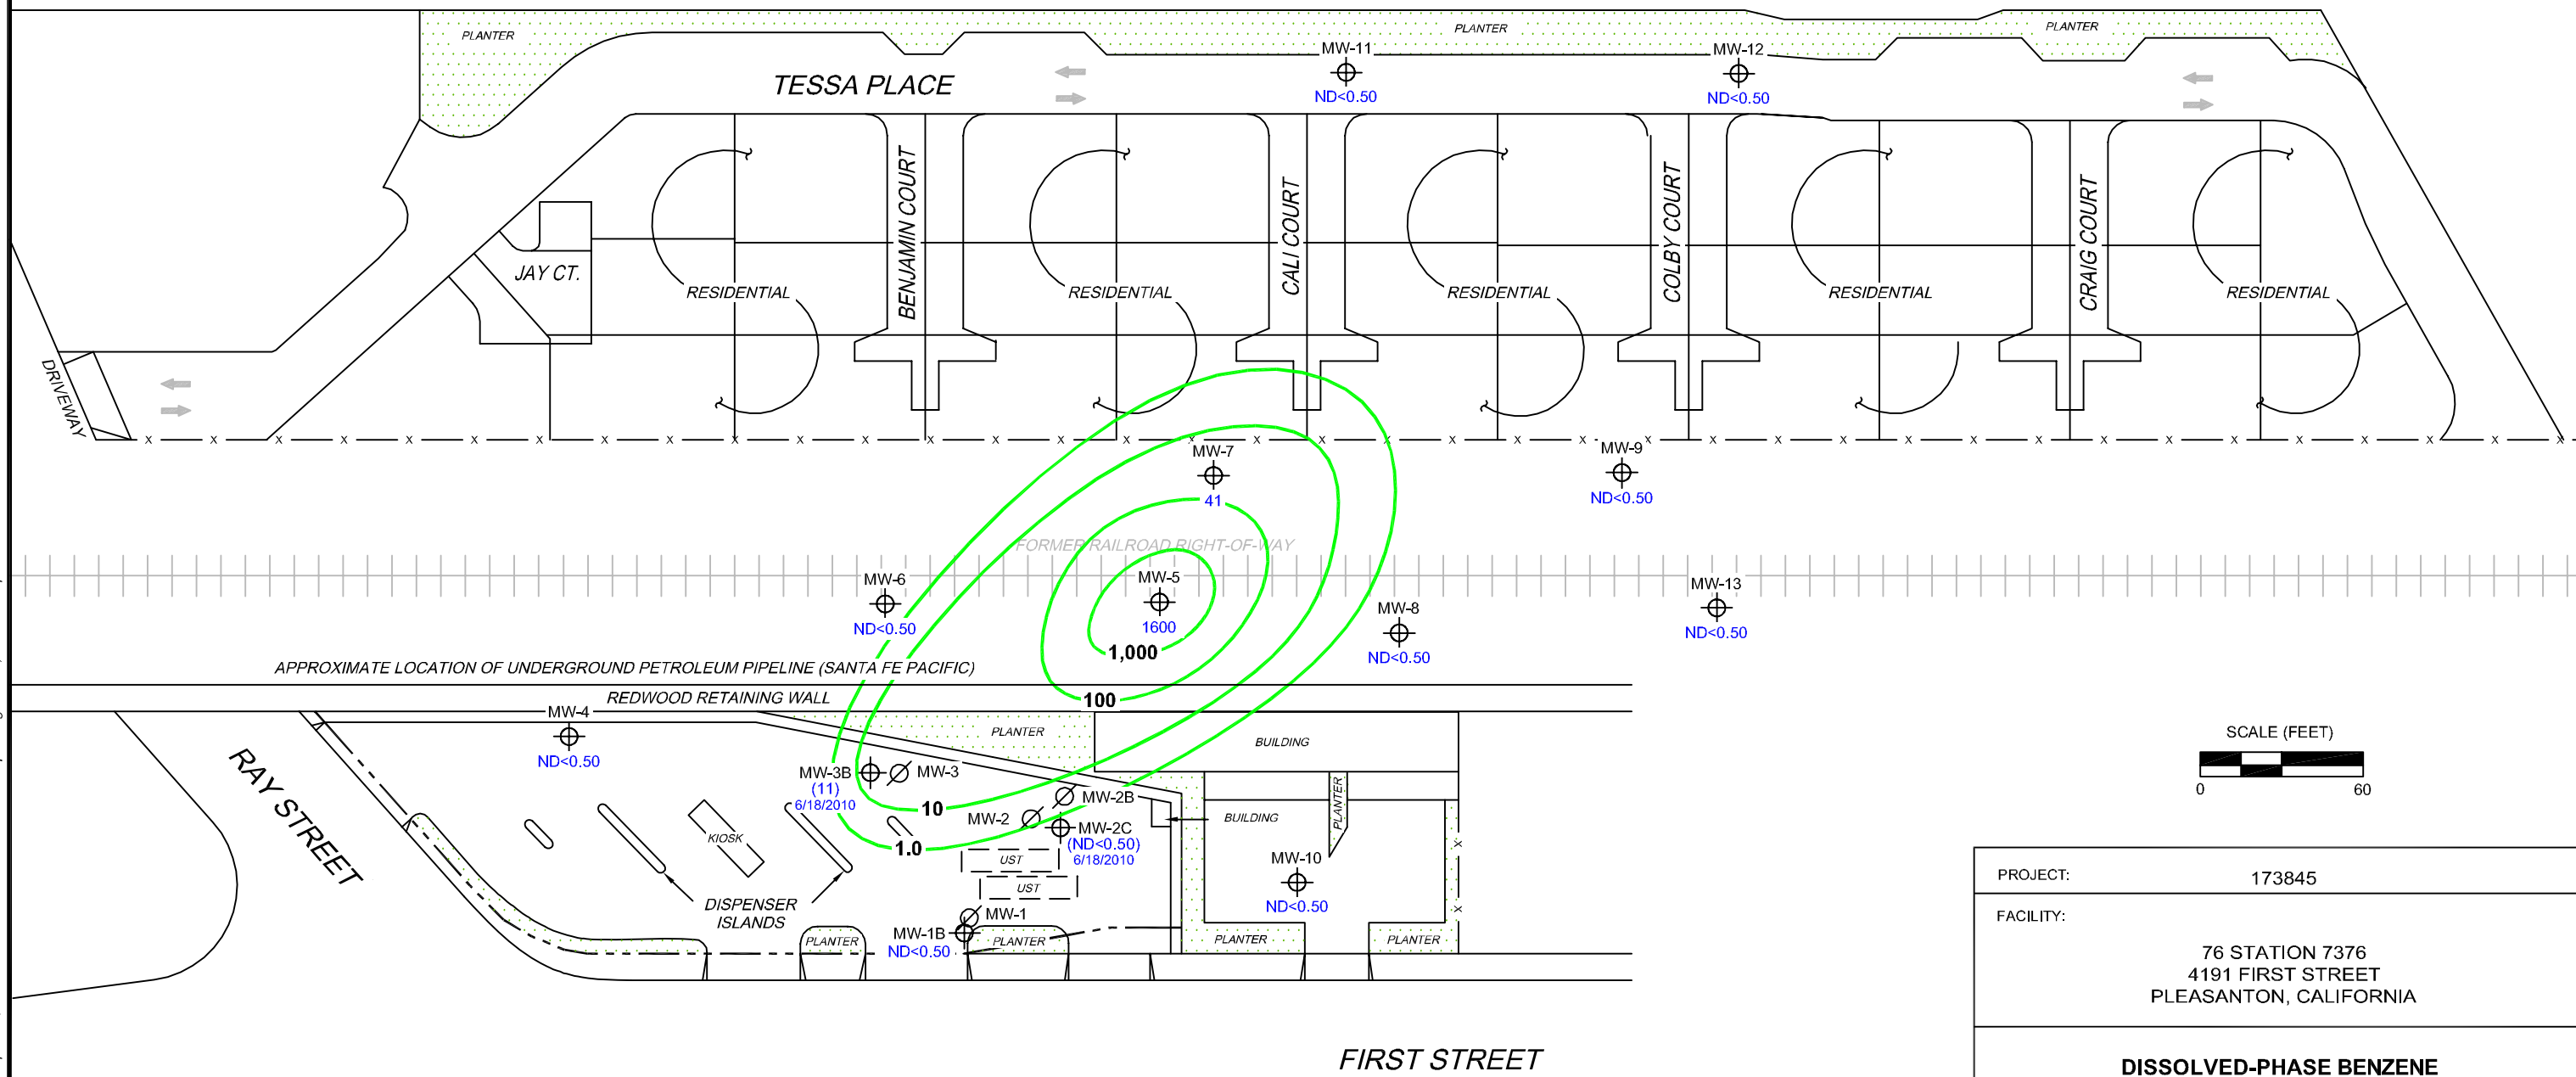 PLANTER
PLANTER
PLANTER
MW-11
ND<0.50
MW-12
ND<0.50
TESSA PLACE
JAY CT.
BENJAMIN COURT
CALI COURT
COLBY COURT
CRAIG COURT
RESIDENTIAL
RESIDENTIAL
RESIDENTIAL
RESIDENTIAL
RESIDENTIAL
DRIVEWAY
MW-7
41
MW-9
ND<0.50
FORMER RAILROAD RIGHT-OF-WAY
MW-6
ND<0.50
MW-5
1600
1,000
MW-8
ND<0.50
MW-13
ND<0.50
APPROXIMATE LOCATION OF UNDERGROUND PETROLEUM PIPELINE (SANTA FE PACIFIC)
REDWOOD RETAINING WALL
100
MW-4
ND<0.50
RAY STREET
PLANTER
BUILDING
MW-3B
(11)
6/18/2010
MW-3
10
1.0
MW-2B
MW-2
MW-2C
(ND<0.50)
6/18/2010
BUILDING
PLANTER
KIOSK
UST
UST
DISPENSER
ISLANDS
MW-10
ND<0.50
MW-1
MW-1B
ND<0.50
PLANTER
PLANTER
PLANTER
PLANTER
FIRST STREET
SCALE (FEET)
0 60
PROJECT: 173845
FACILITY:
76 STATION 7376
4191 FIRST STREET
PLEASANTON, CALIFORNIA
DISSOLVED-PHASE BENZENE